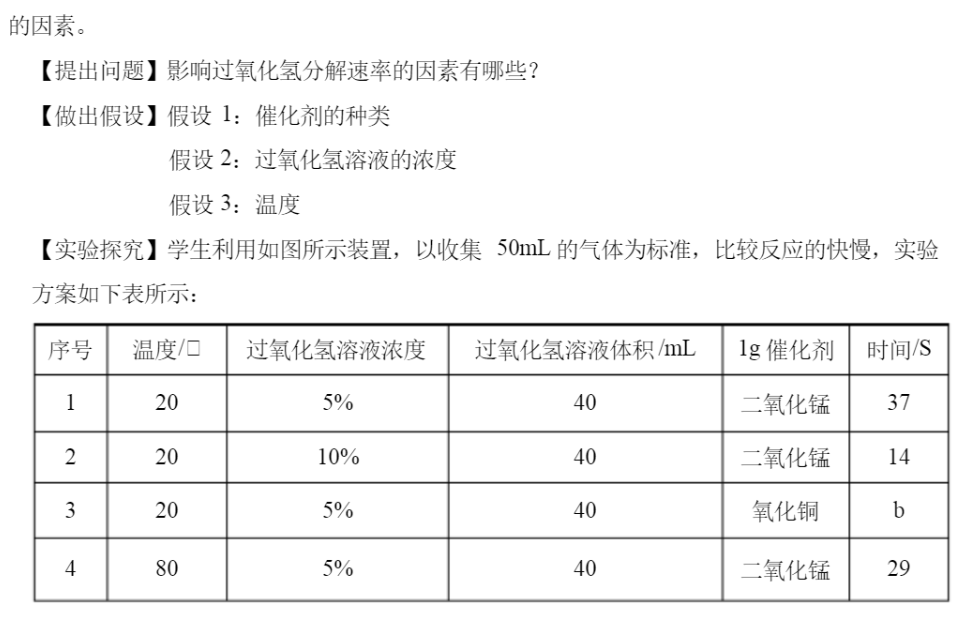 的因素。
【提出问题】影响过氧化氢分解速率的因素有哪些？
【做出假设】假设 1：催化剂的种类
假设 2：过氧化氢溶液的浓度
假设 3：温度
【实验探究】学生利用如图所示装置，以收集 50mL 的气体为标准，比较反应的快慢，实验
方案如下表所示：
序号 温度/□ 过氧化氢溶液浓度 过氧化氢溶液体积/mL 1g 催化剂 时间/S
1 20 5% 40 二氧化锰 37
2 20 10% 40 二氧化锰 14
3 20 5% 40 氧化铜 b
4 80 5% 40 二氧化锰 29